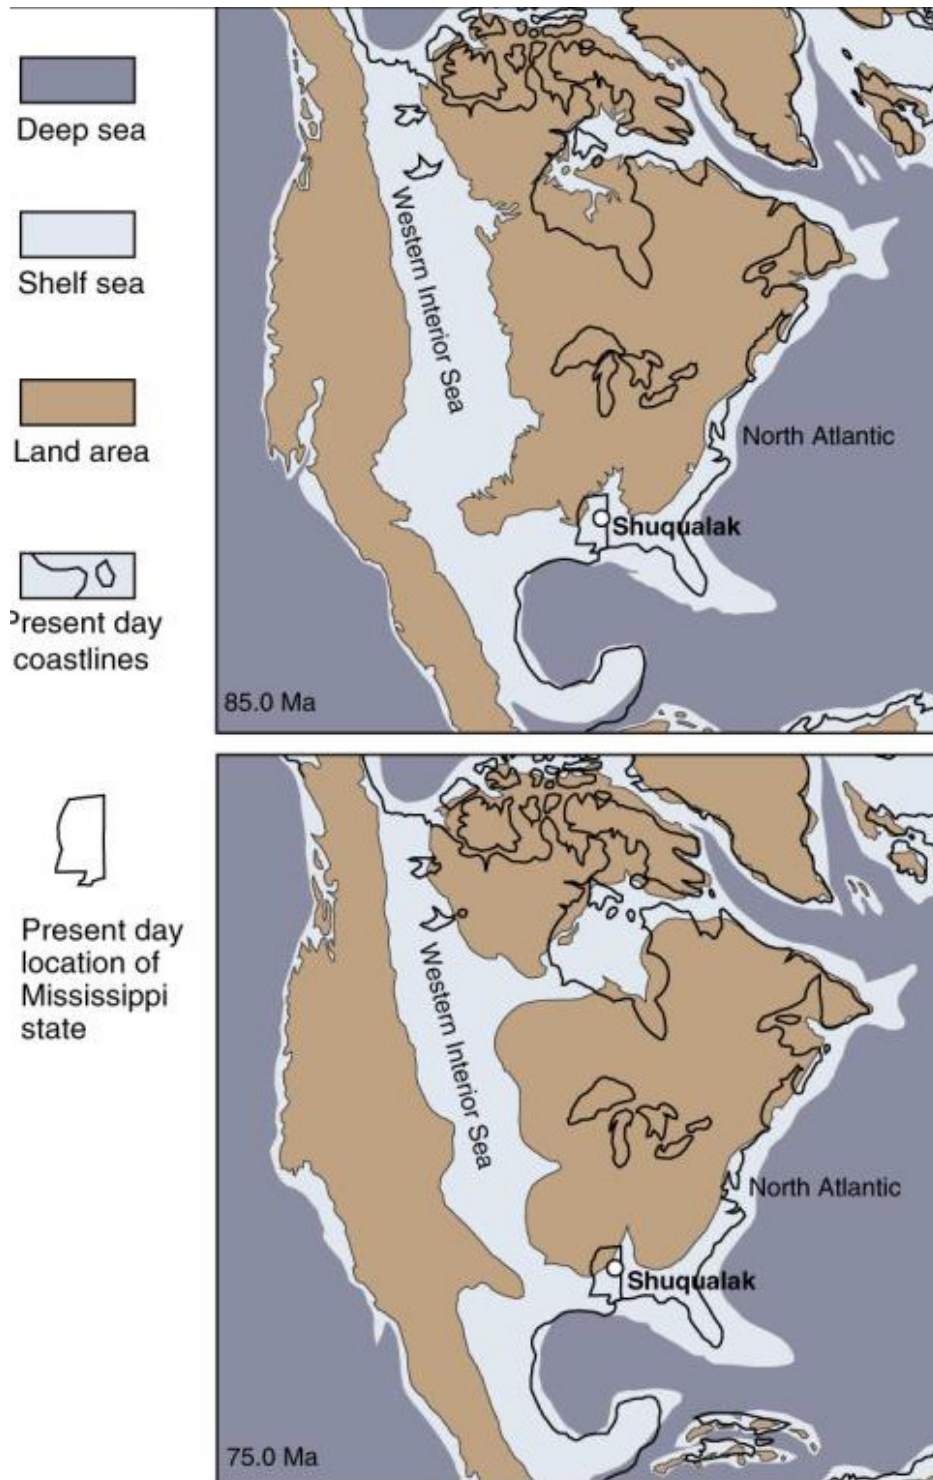 Deep sea
Shelf sea
Land area
Present day
coastlines
Western Interior Sea
North Atlantic
Shuqualak
85.0 Ma
Present day
location of
Mississippi
state
Western Interior Sea
North Atlantic
Shuqualak
75.0 Ma